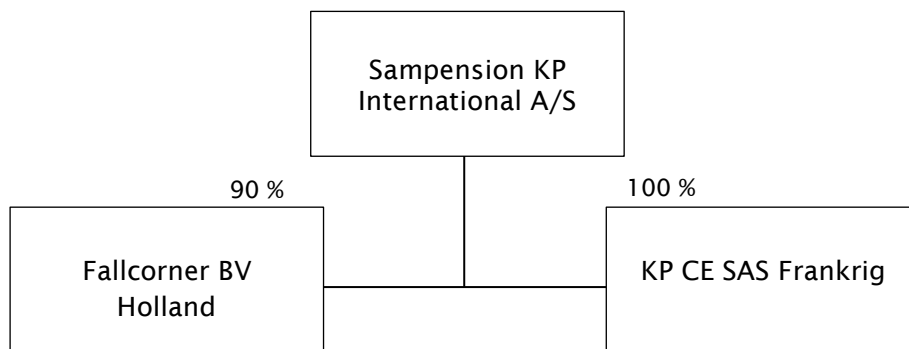 Sampension KP
International A/S
90 %
100 %
Fallcorner BV
Holland
KP CE SAS Frankrig